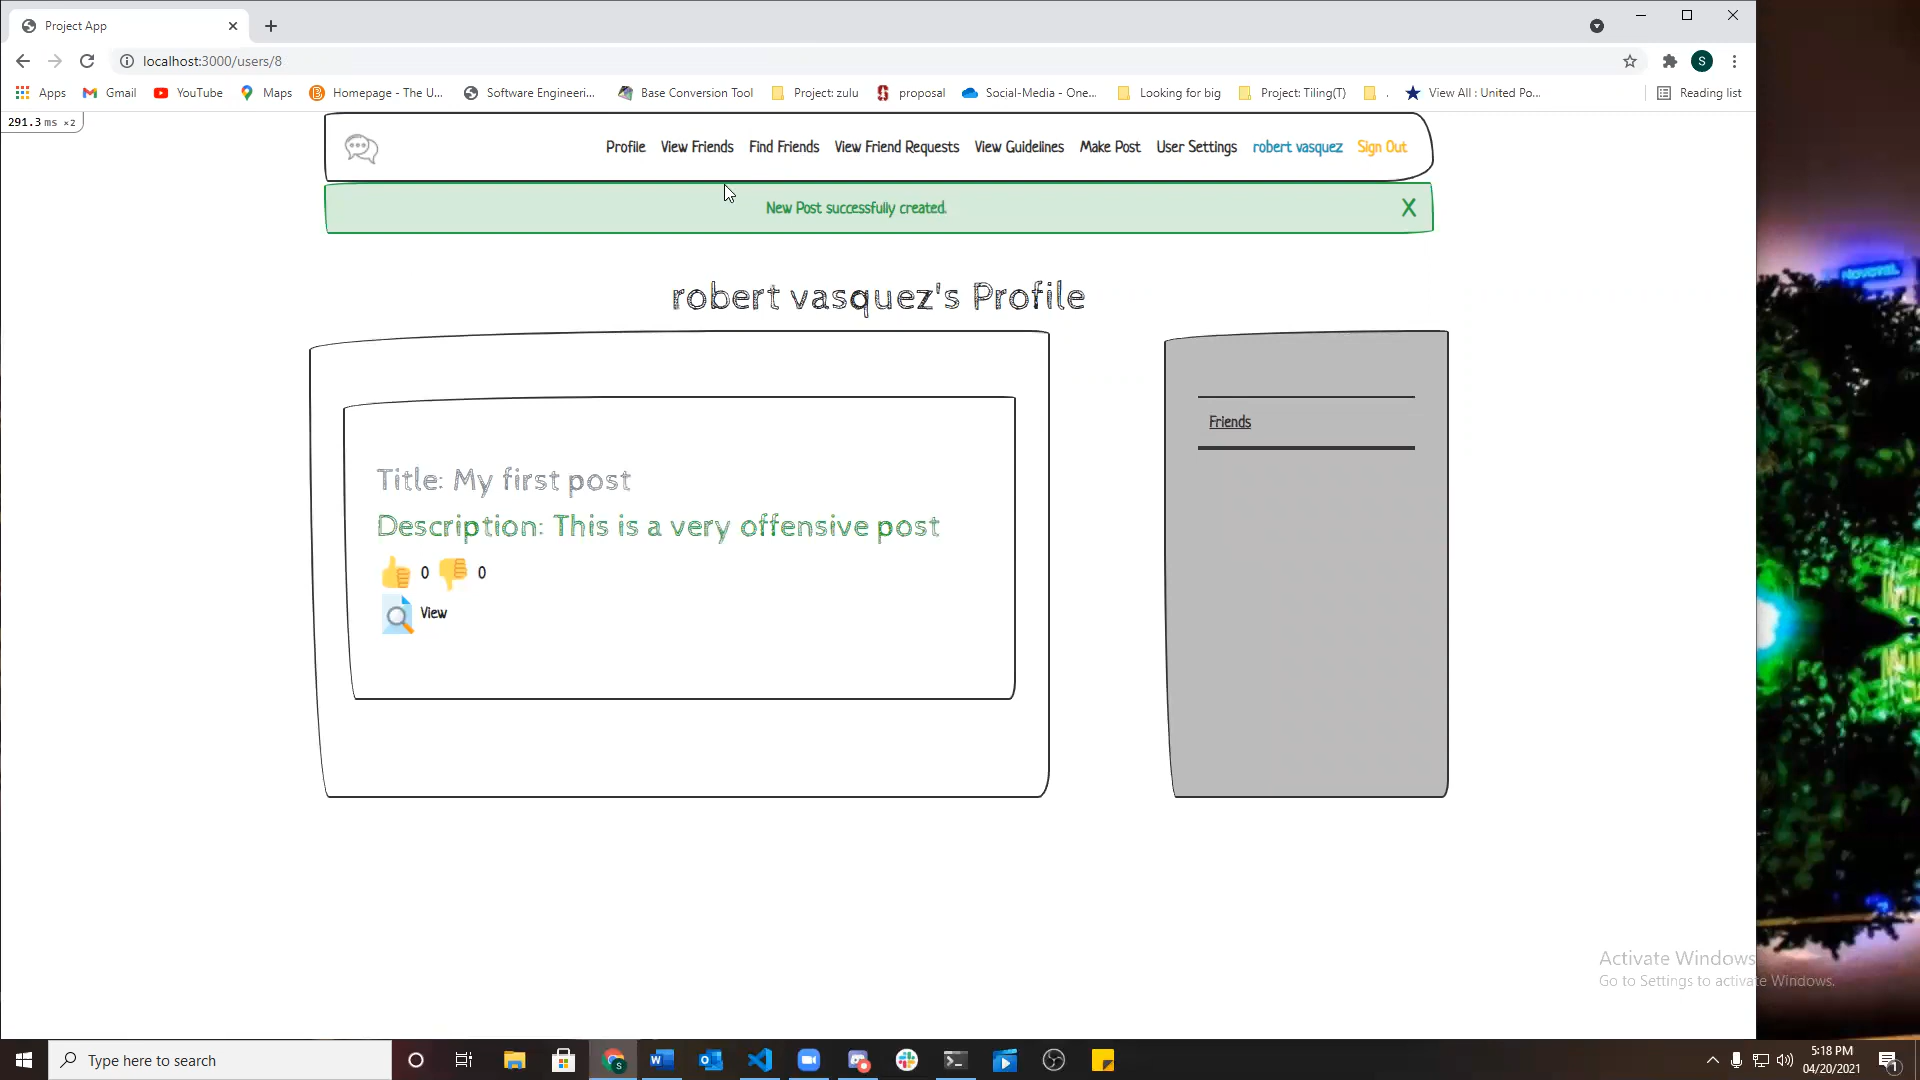 Project App
localhost:3000/users/8
S
Apps Gmail YouTube Maps Homepage - The U... Software Engineeri... Base Conversion Tool Project: zulu proposal Social-Media - One... Looking for big Project: Tiling(T) . View All : United Po... Reading list
291.3 ms ×2
Profile View Friends Find Friends View Friend Requests View Guidelines Make Post User Settings robert vasquez Sign Out
New Post successfully created. X
robert vasquez's Profile
Friends
Title: My first post
Description: This is a very offensive post
0 0
View
NOVOTEL
Activate Windows
Go to Settings to activate Windows.
Type here to search
5:18 PM
04/20/2021
1